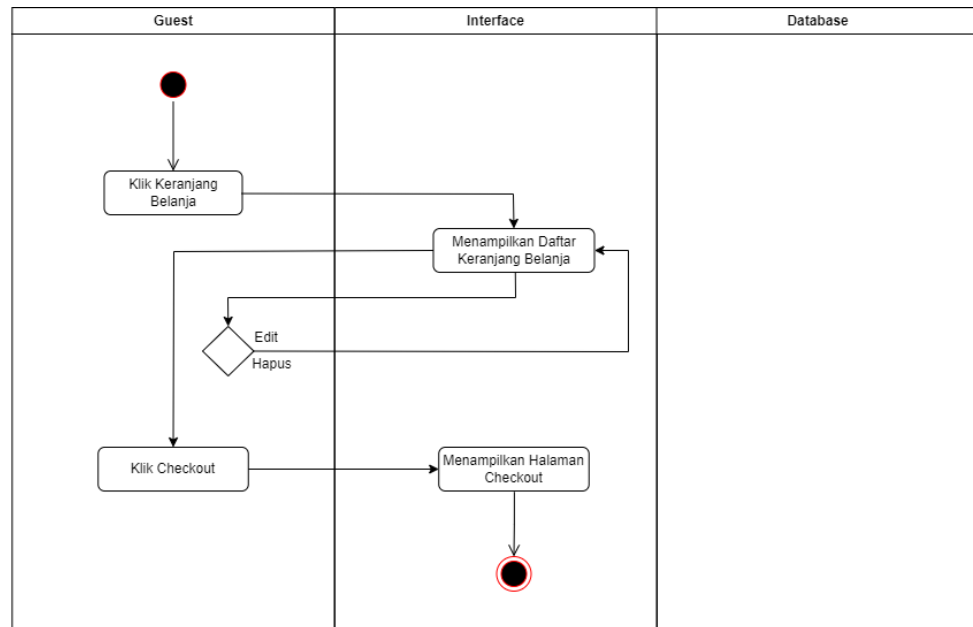 Guest
Interface
Database
Klik Keranjang
Belanja
Menampilkan Daftar
Keranjang Belanja
Edit
Hapus
Klik Checkout
Menampilkan Halaman
Checkout